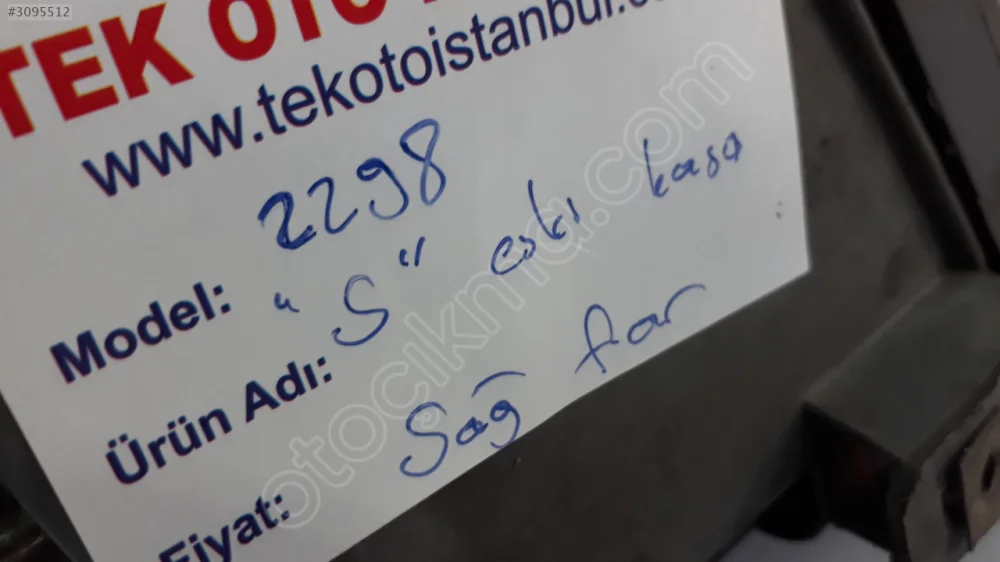 #3095512
TEK OTO
www.tekotoistanbul.c
2298
Model: "S" eski kasa
Ürün Adı: Sağ far
Fiyat:
otocikma.com